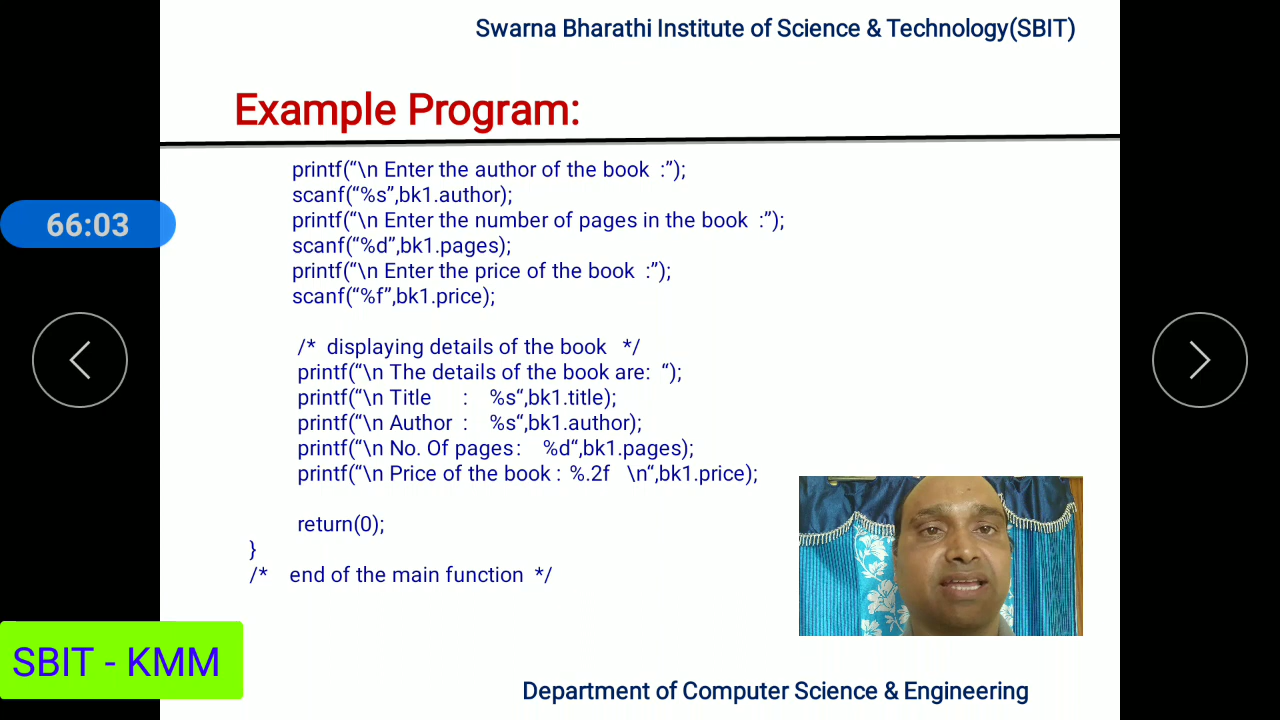 Swarna Bharathi Institute of Science & Technology(SBIT)
Example Program:
printf(“\n Enter the author of the book :”);
scanf(“%s”,bk1.author);
66:03
printf(“\n Enter the number of pages in the book :”);
scanf(“%d”,bk1.pages);
printf(“\n Enter the price of the book :”);
scanf(“%f”,bk1.price);
/* displaying details of the book */
printf(“\n The details of the book are: “);
printf(“\n Title : %s“,bk1.title);
printf(“\n Author : %s“,bk1.author);
printf(“\n No. Of pages : %d“,bk1.pages);
printf(“\n Price of the book : %.2f \n“,bk1.price);
return(0);
}
/* end of the main function */
SBIT - KMM
Department of Computer Science & Engineering